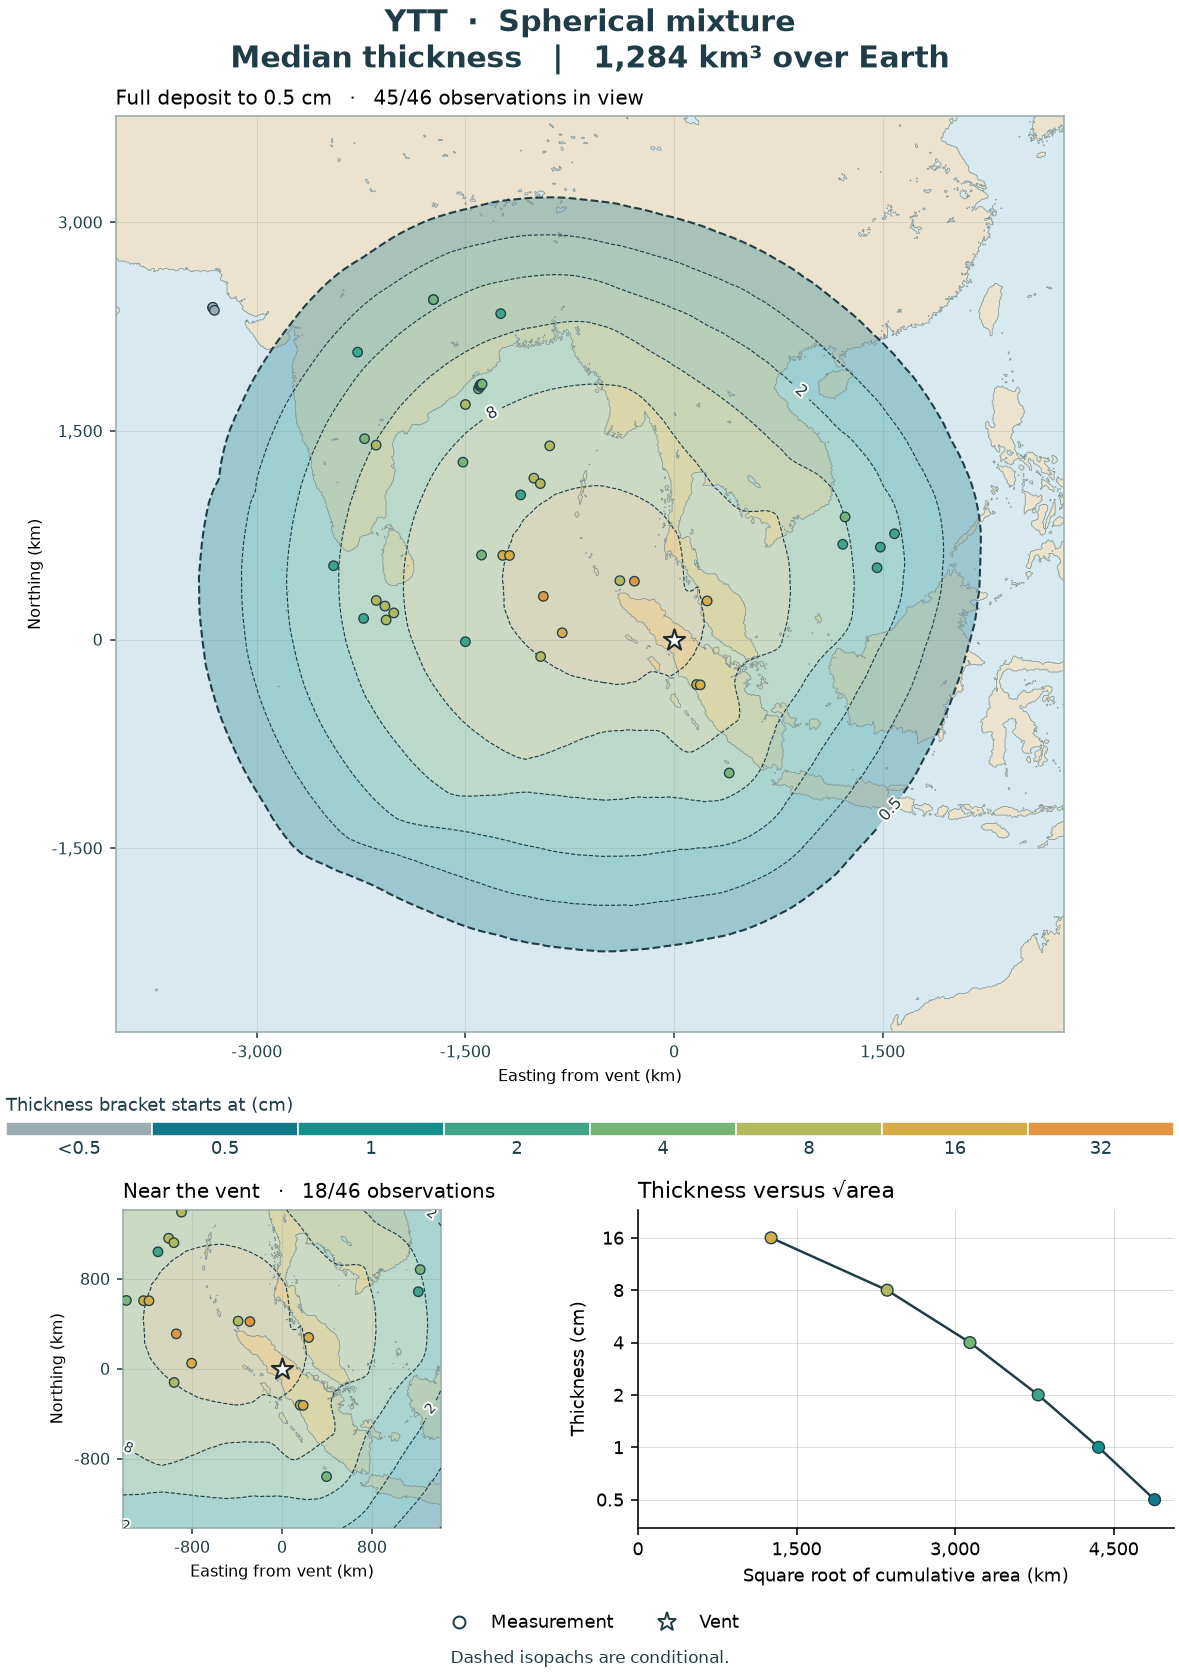 YTT · Spherical mixture
Median thickness | 1,284 km³ over Earth
Full deposit to 0.5 cm · 45/46 observations in view
3,000
1,500
0
-1,500
Northing (km)
8
2
0.5
-3,000
-1,500
0
1,500
Easting from vent (km)
Thickness bracket starts at (cm)
<0.5
0.5
1
2
4
8
16
32
Near the vent · 18/46 observations
800
0
-800
Northing (km)
2
2
8
2
-800
0
800
Easting from vent (km)
Thickness versus √area
16
8
4
2
1
0.5
Thickness (cm)
0
1,500
3,000
4,500
Square root of cumulative area (km)
Measurement
Vent
Dashed isopachs are conditional.